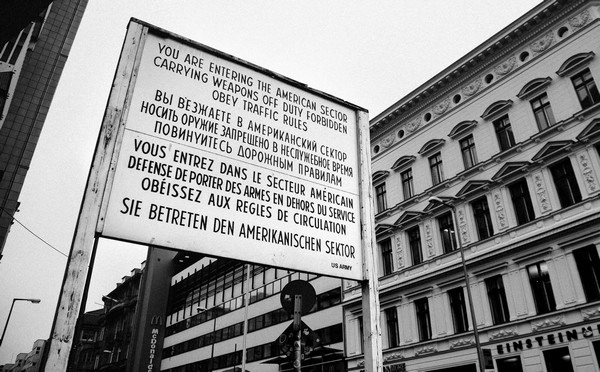 YOU ARE ENTERING THE AMERICAN SECTOR
CARRYING WEAPONS OFF DUTY FORBIDDEN
OBEY TRAFFIC RULES
ВЫ ВЪЕЗЖАЕТЕ В АМЕРИКАНСКИЙ СЕКТОР
НОСИТЬ ОРУЖИЕ ЗАПРЕЩЕНО В НЕСЛУЖЕБНОЕ ВРЕМЯ
ПОВИНУЙТЕСЬ ДОРОЖНЫМ ПРАВИЛАМ
VOUS ENTREZ DANS LE SECTEUR AMÉRICAIN
DÉFENSE DE PORTER DES ARMES EN DEHORS DU SERVICE
OBÉISSEZ AUX RÈGLES DE CIRCULATION
SIE BETRETEN DEN AMERIKANISCHEN SEKTOR
US ARMY
McDonald's
EINSTEIN